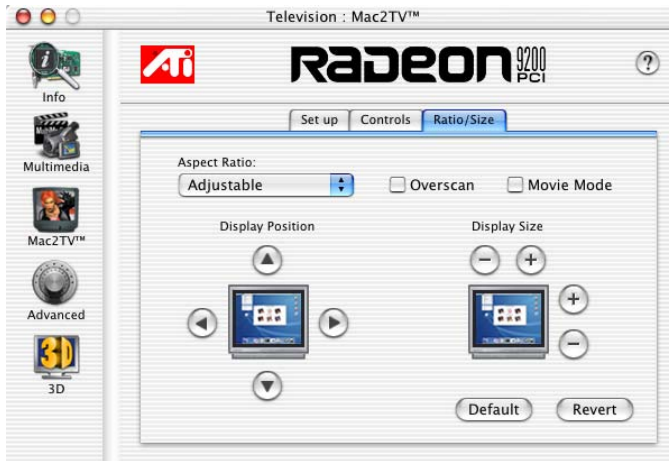 Television : Mac2TV™
Info
Multimedia
Mac2TV™
Advanced
3D
ATi
RADEON 9200 PCI
?
Set up Controls Ratio/Size
Aspect Ratio:
Adjustable Overscan Movie Mode
Display Position Display Size
Default Revert